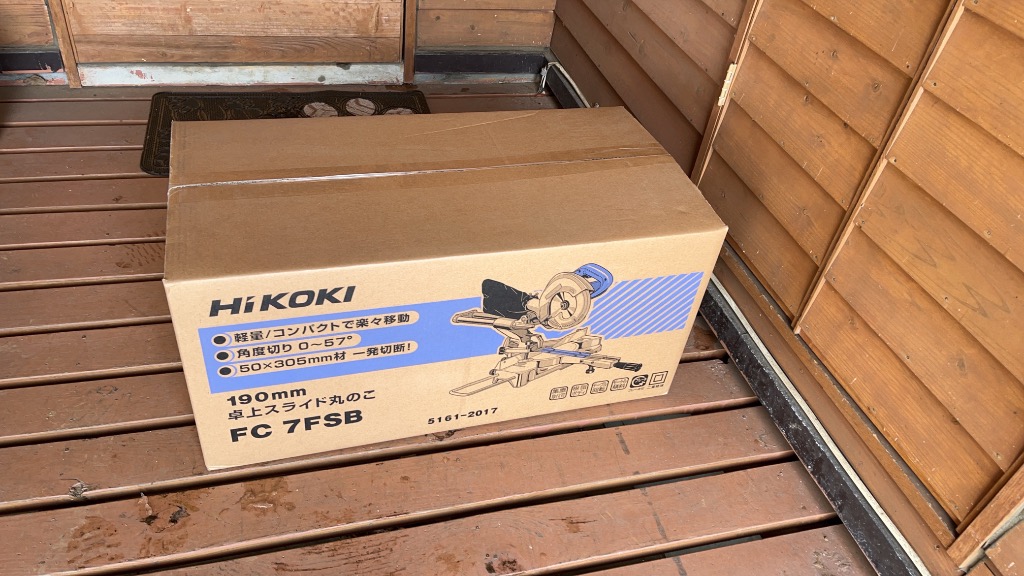 HiKOKI
軽量/コンパクトで楽々移動
角度切り 0～57°
50×305mm材 一発切断!
190mm
卓上スライド丸のこ
FC 7FSB
5161-2017